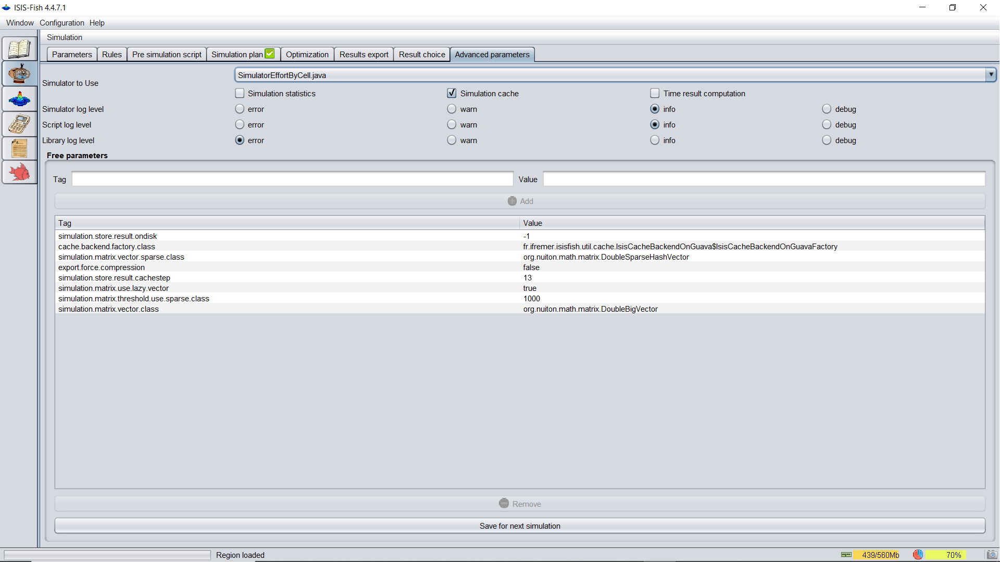 ISIS-Fish 4.4.7.1
Window Configuration Help
Simulation
Parameters Rules Pre simulation script Simulation plan Optimization Results export Result choice Advanced parameters
Simulator to Use SimulatorEffortByCell.java
Simulation statistics Simulation cache Time result computation
Simulator log level error warn info debug
Script log level error warn info debug
Library log level error warn info debug
Free parameters
Tag Value
Add
Tag Value
simulation.store.result.ondisk -1
cache.backend.factory.class fr.ifremer.isisfish.util.cache.IsisCacheBackendOnGuava$IsisCacheBackendOnGuavaFactory
simulation.matrix.vector.sparse.class org.nuiton.math.matrix.DoubleSparseHashVector
export.force.compression false
simulation.store.result.cachestep 13
simulation.matrix.use.lazy.vector true
simulation.matrix.threshold.use.sparse.class 1000
simulation.matrix.vector.class org.nuiton.math.matrix.DoubleBigVector
Remove
Save for next simulation
Region loaded 439/560Mb 70%